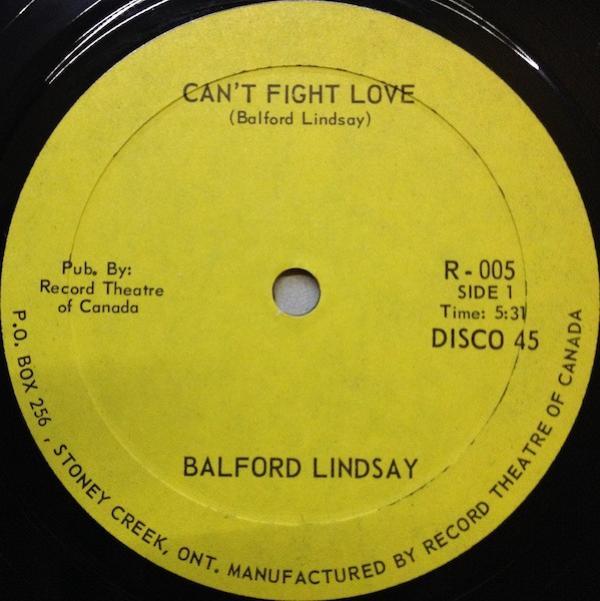 CAN'T FIGHT LOVE
(Balford Lindsay)
Pub. By:
Record Theatre
of Canada
R - 005
SIDE 1
Time: 5:31
DISCO 45
BALFORD LINDSAY
P.O. BOX 256 , STONEY CREEK, ONT. MANUFACTURED BY RECORD THEATRE OF CANADA